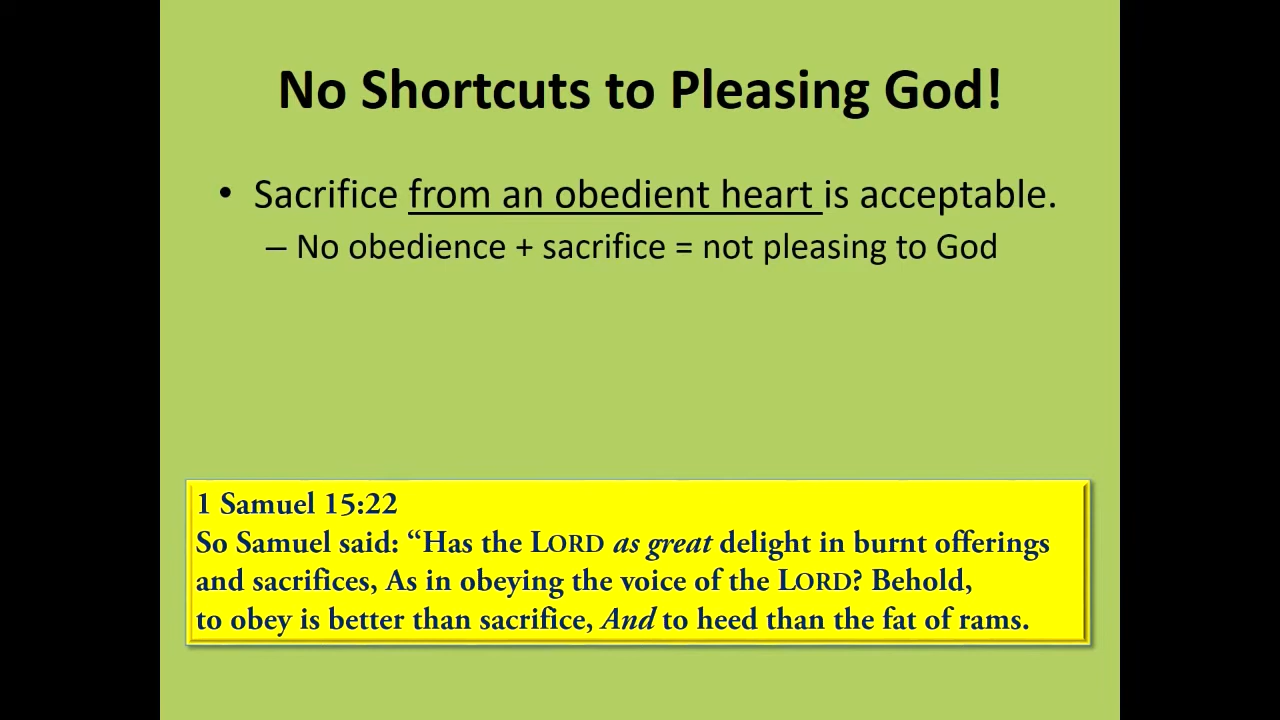 No Shortcuts to Pleasing God!
• Sacrifice from an obedient heart is acceptable.
– No obedience + sacrifice = not pleasing to God
1 Samuel 15:22
So Samuel said: “Has the LORD as great delight in burnt offerings
and sacrifices, As in obeying the voice of the LORD? Behold,
to obey is better than sacrifice, And to heed than the fat of rams.